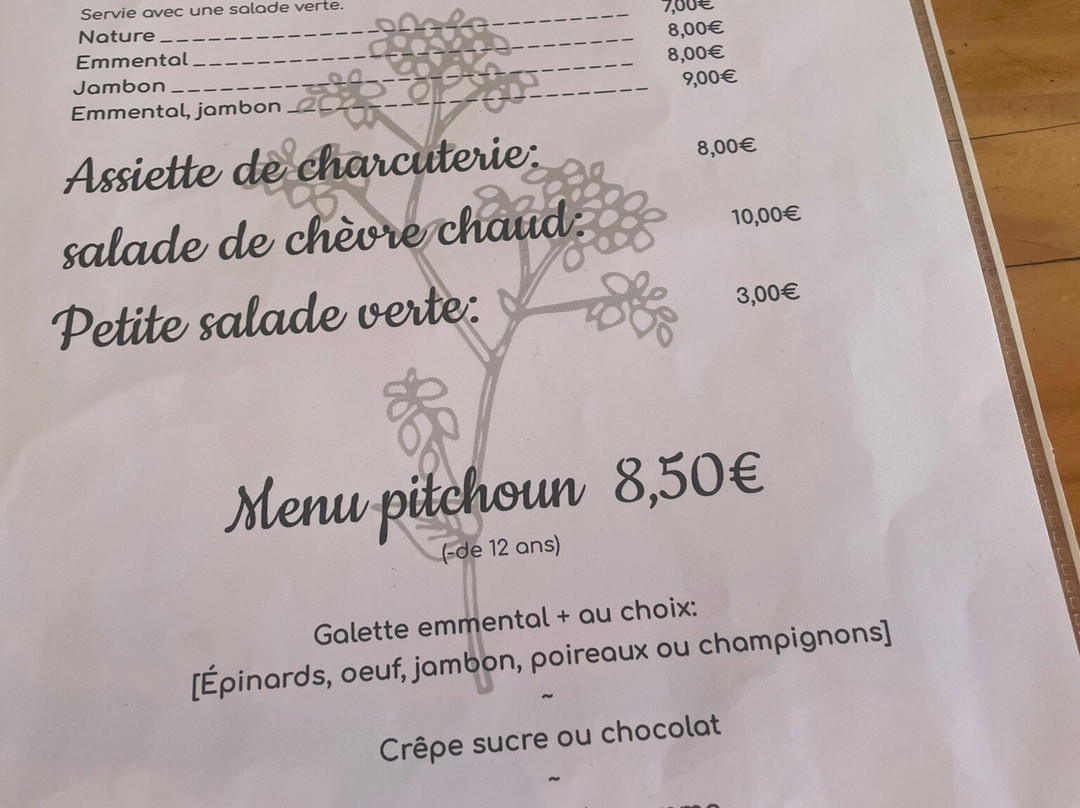 Servie avec une salade verte.
Nature 7,00€
Emmental 8,00€
Jambon 8,00€
Emmental, jambon 9,00€
Assiette de charcuterie: 8,00€
salade de chèvre chaud: 10,00€
Petite salade verte: 3,00€
Menu pitchoun 8,50€
(-de 12 ans)
Galette emmental + au choix:
[Épinards, oeuf, jambon, poireaux ou champignons]
~
Crêpe sucre ou chocolat
~